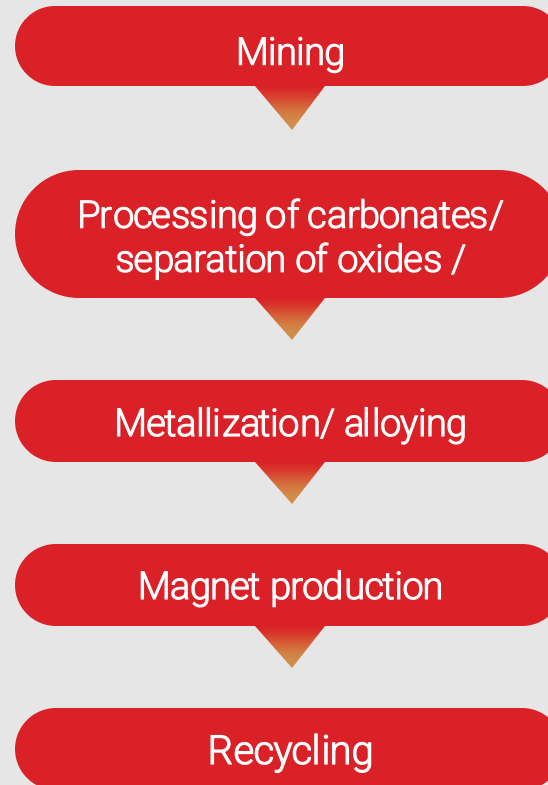 Mining
Processing of carbonates/
separation of oxides /
Metallization/ alloying
Magnet production
Recycling